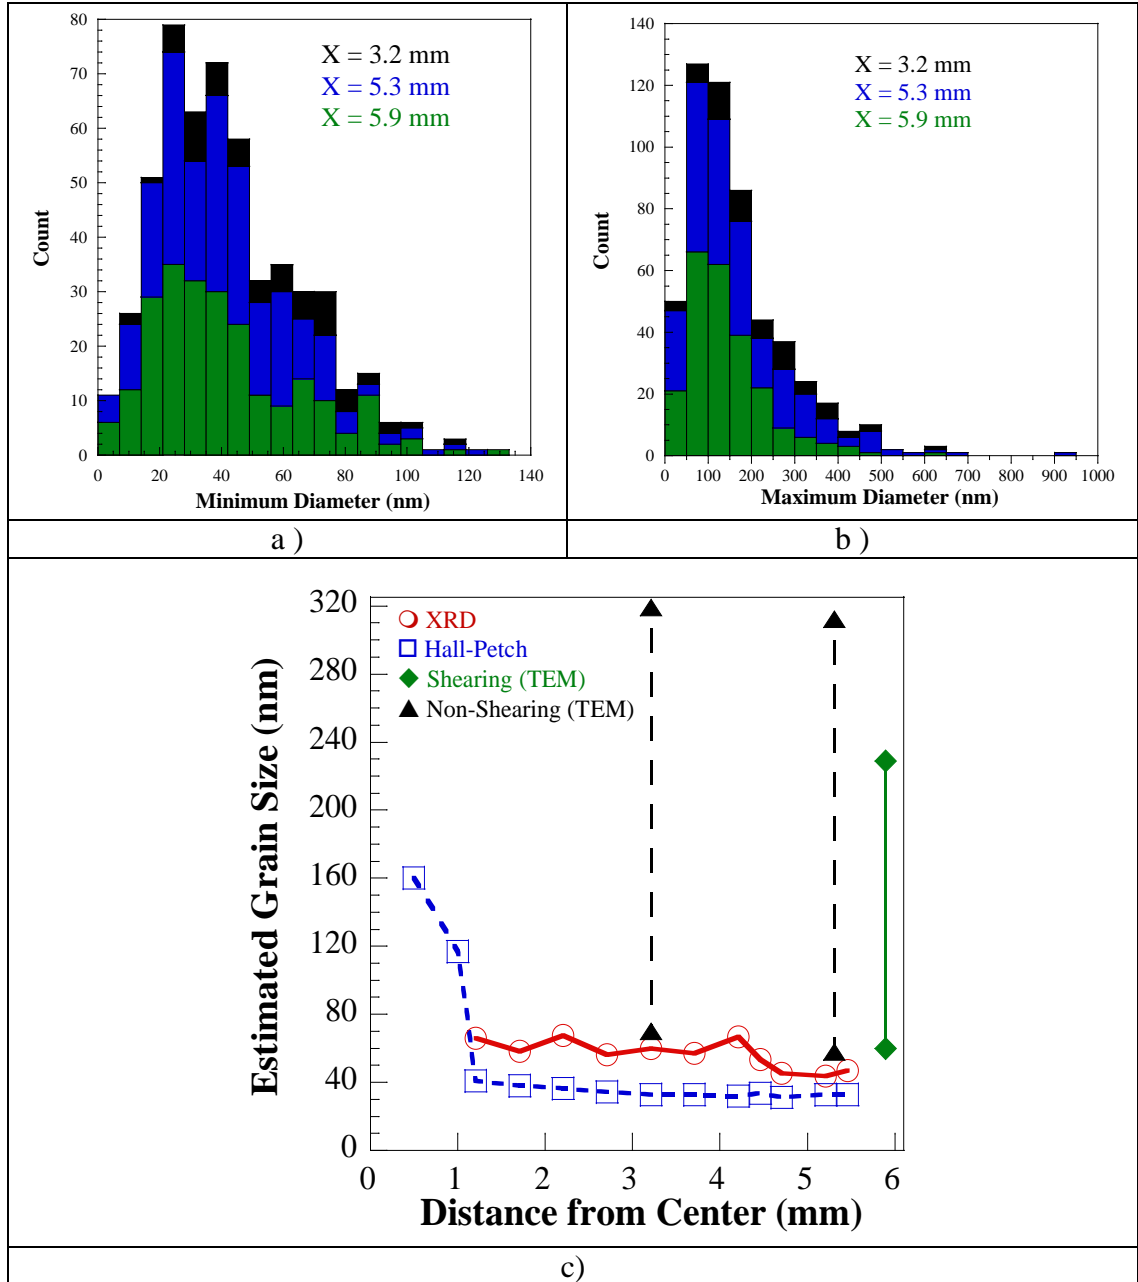 80
70
60
50
40
30
20
10
0
Count
X = 3.2 mm
X = 5.3 mm
X = 5.9 mm
0 20 40 60 80 100 120 140
Minimum Diameter (nm)
a )
140
120
100
80
60
40
20
0
Count
X = 3.2 mm
X = 5.3 mm
X = 5.9 mm
0 100 200 300 400 500 600 700 800 900 1000
Maximum Diameter (nm)
b )
320
280
240
200
160
120
80
40
0
Estimated Grain Size (nm)
XRD
Hall-Petch
Shearing (TEM)
Non-Shearing (TEM)
0 1 2 3 4 5 6
Distance from Center (mm)
c)